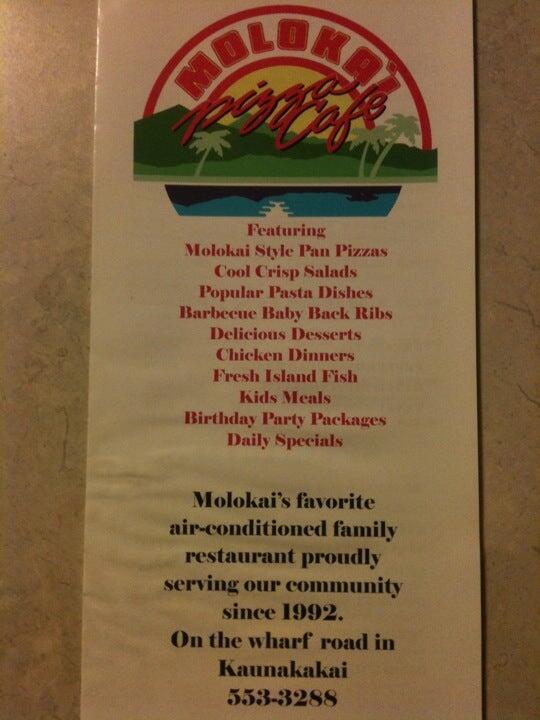 MOLOKA'I
pizza
Cafe
Featuring
Molokai Style Pan Pizzas
Cool Crisp Salads
Popular Pasta Dishes
Barbecue Baby Back Ribs
Delicious Desserts
Chicken Dinners
Fresh Island Fish
Kids Meals
Birthday Party Packages
Daily Specials
Molokai's favorite
air-conditioned family
restaurant proudly
serving our community
since 1992.
On the wharf road in
Kaunakakai
553-3288